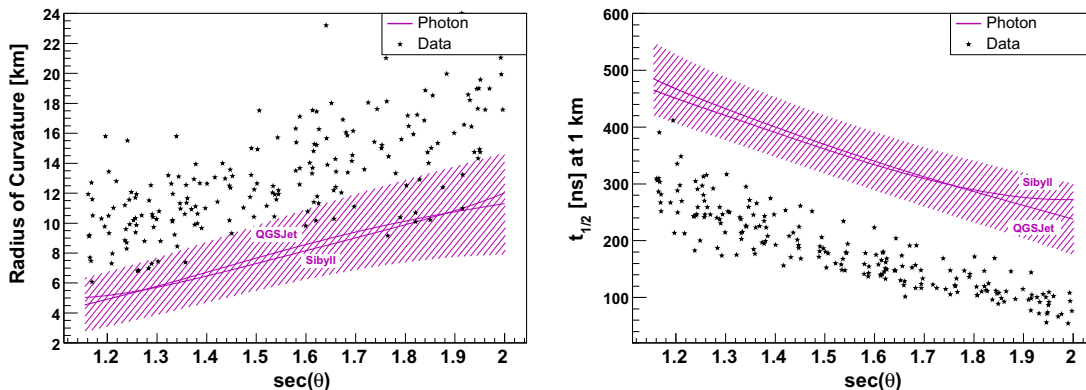 Radius of Curvature [km]
24
22
20
18
16
14
12
10
8
6
4
2
Photon
Data
QGSJet
Sibyll
1.2 1.3 1.4 1.5 1.6 1.7 1.8 1.9 2
sec(θ)
t1/2 [ns] at 1 km
600
500
400
300
200
100
Photon
Data
Sibyll
QGSJet
1.2 1.3 1.4 1.5 1.6 1.7 1.8 1.9 2
sec(θ)